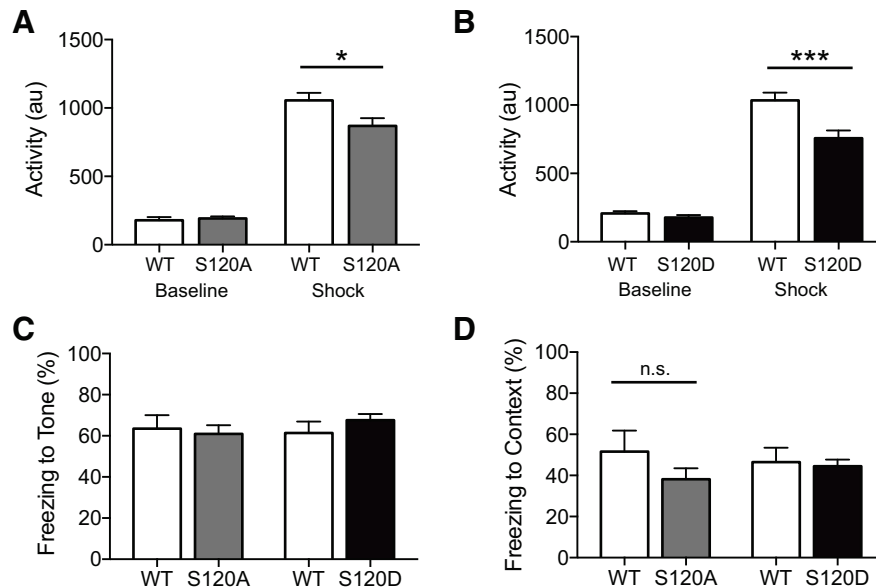 A
Activity (au)
1500
1000
500
0
*
WT S120A WT S120A
Baseline Shock
B
Activity (au)
1500
1000
500
0
***
WT S120D WT S120D
Baseline Shock
C
Freezing to Tone (%)
100
80
60
40
20
0
WT S120A WT S120D
D
Freezing to Context (%)
100
80
60
40
20
0
n.s.
WT S120A WT S120D